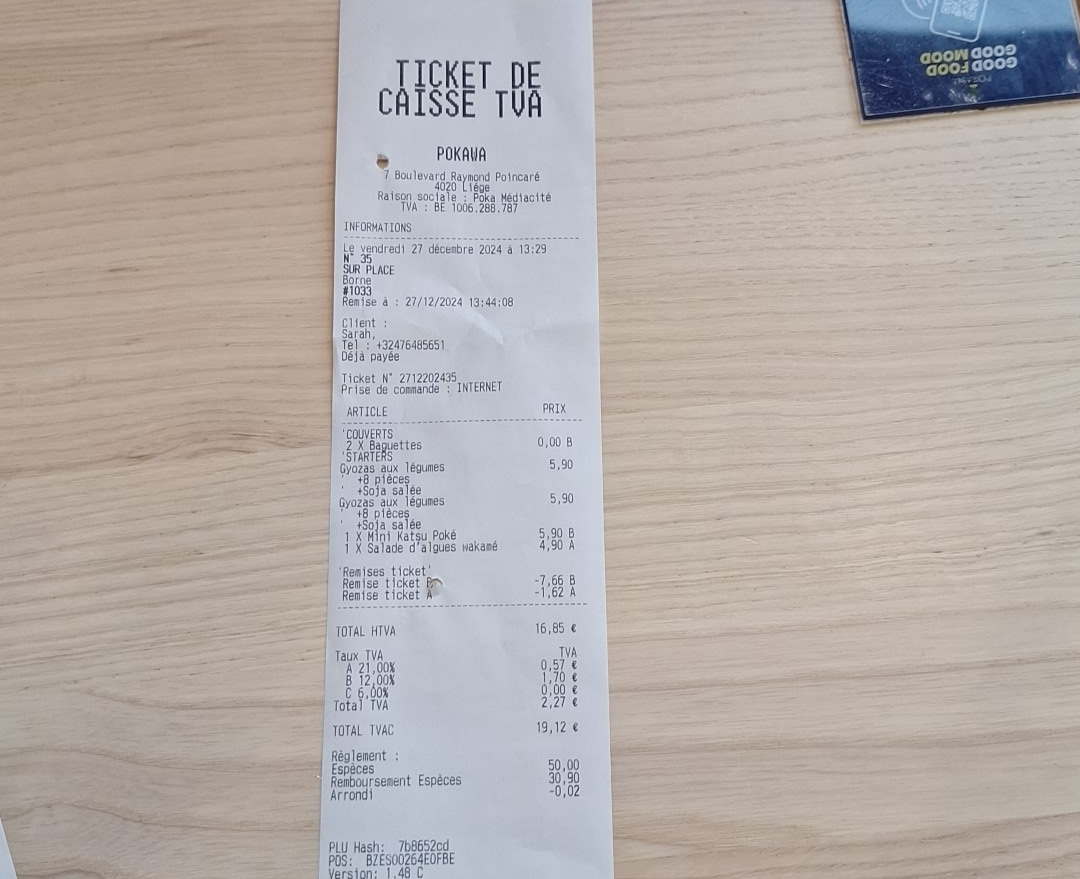 GOOD FOOD
GOOD MOOD
TICKET DE
CAISSE TVA
POKAWA
7 Boulevard Raymond Poincaré
4020 Liége
Raison sociale : Poka Médiacité
TVA : BE 1006.288.787
INFORMATIONS
Le vendredi 27 décembre 2024 à 13:29
N° 35
SUR PLACE
Borne
#1033
Remise à : 27/12/2024 13:44:08
Client :
Sarah,
Tel : +32476485651
Déjà payée
Ticket N° 2712202435
Prise de commande : INTERNET
ARTICLE PRIX
'COUVERTS
2 X Baguettes 0,00 B
'STARTERS
Gyozas aux légumes 5,90
' +8 pièces
' +Soja salée
Gyozas aux légumes 5,90
' +8 pièces
' +Soja salée
1 X Mini Katsu Poké 5,90 B
1 X Salade d'algues wakamé 4,90 A
'Remises ticket'
Remise ticket B -7,66 B
Remise ticket A -1,62 A
TOTAL HTVA 16,85 €
Taux TVA TVA
A 21,00% 0,57 €
B 12,00% 1,70 €
C 6,00% 0,00 €
Total TVA 2,27 €
TOTAL TVAC 19,12 €
Règlement :
Espèces 50,00
Remboursement Espèces 30,90
Arrondi -0,02
PLU Hash: 7b8652cd
POS: BZES00264E0FBE
Version: 1.48 C